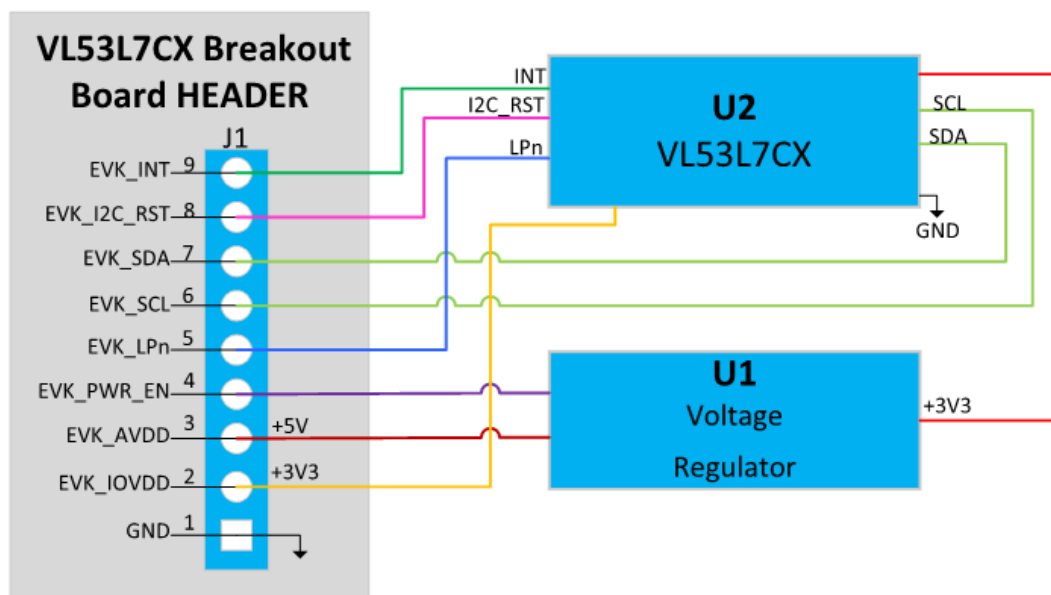 VL53L7CX Breakout
Board HEADER
J1
EVK_INT 9
EVK_I2C_RST 8
EVK_SDA 7
EVK_SCL 6
EVK_LPn 5
EVK_PWR_EN 4
EVK_AVDD 3 +5V
EVK_IOVDD 2 +3V3
GND 1
INT
I2C_RST
LPn
U2
VL53L7CX
SCL
SDA
GND
U1
Voltage
Regulator
+3V3